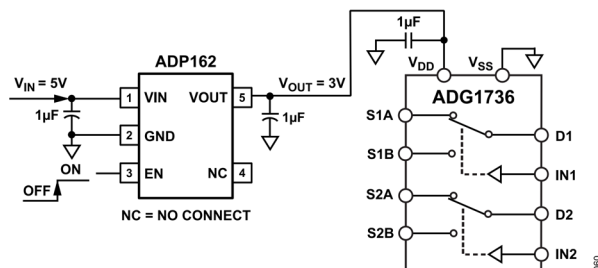 ADP162
VIN = 5V
1µF
1 VIN
2 GND
3 EN
VOUT 5
NC 4
ON
OFF
NC = NO CONNECT
VOUT = 3V
1µF
1µF
VDD
VSS
ADG1736
S1A
S1B
S2A
S2B
D1
IN1
D2
IN2